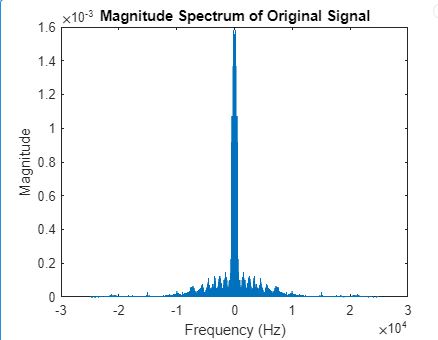 ×10⁻³ Magnitude Spectrum of Original Signal
1.6
1.4
1.2
1
0.8
0.6
0.4
0.2
0
Magnitude
-3 -2 -1 0 1 2 3
Frequency (Hz) ×10⁴